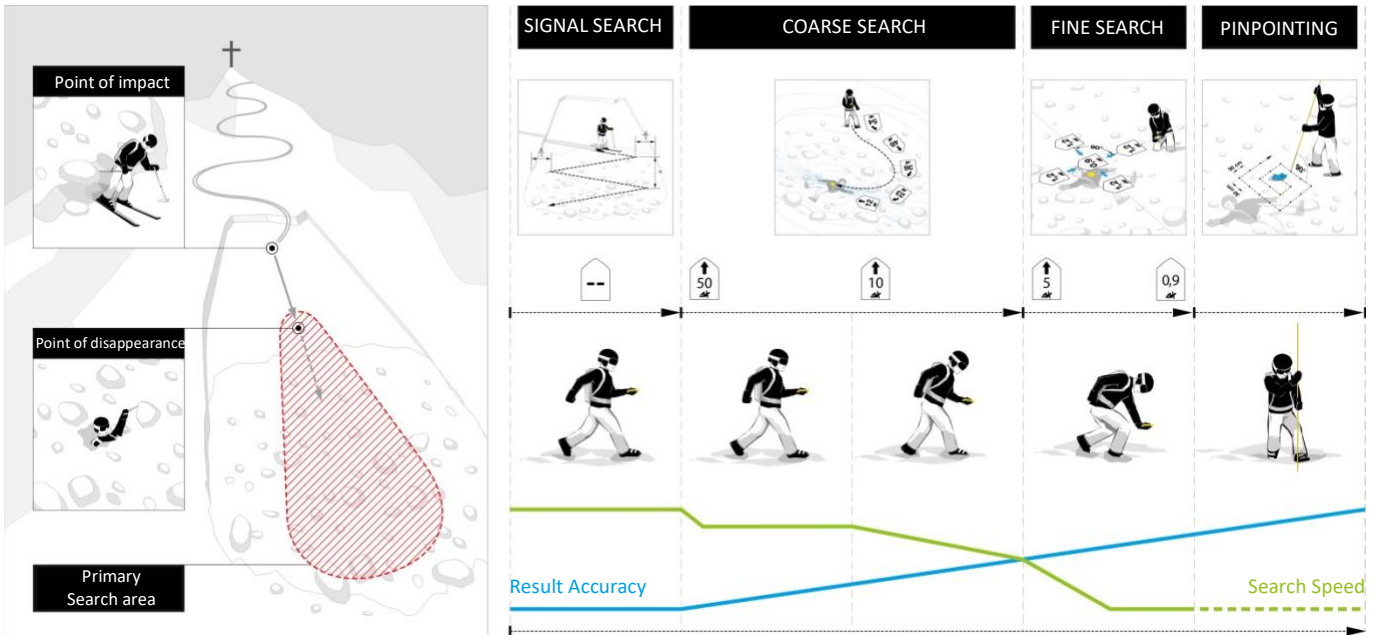 Point of impact
Point of disappearance
Primary
Search area
SIGNAL SEARCH
COARSE SEARCH
FINE SEARCH
PINPOINTING
--
50
10
5
0,9
Result Accuracy
Search Speed